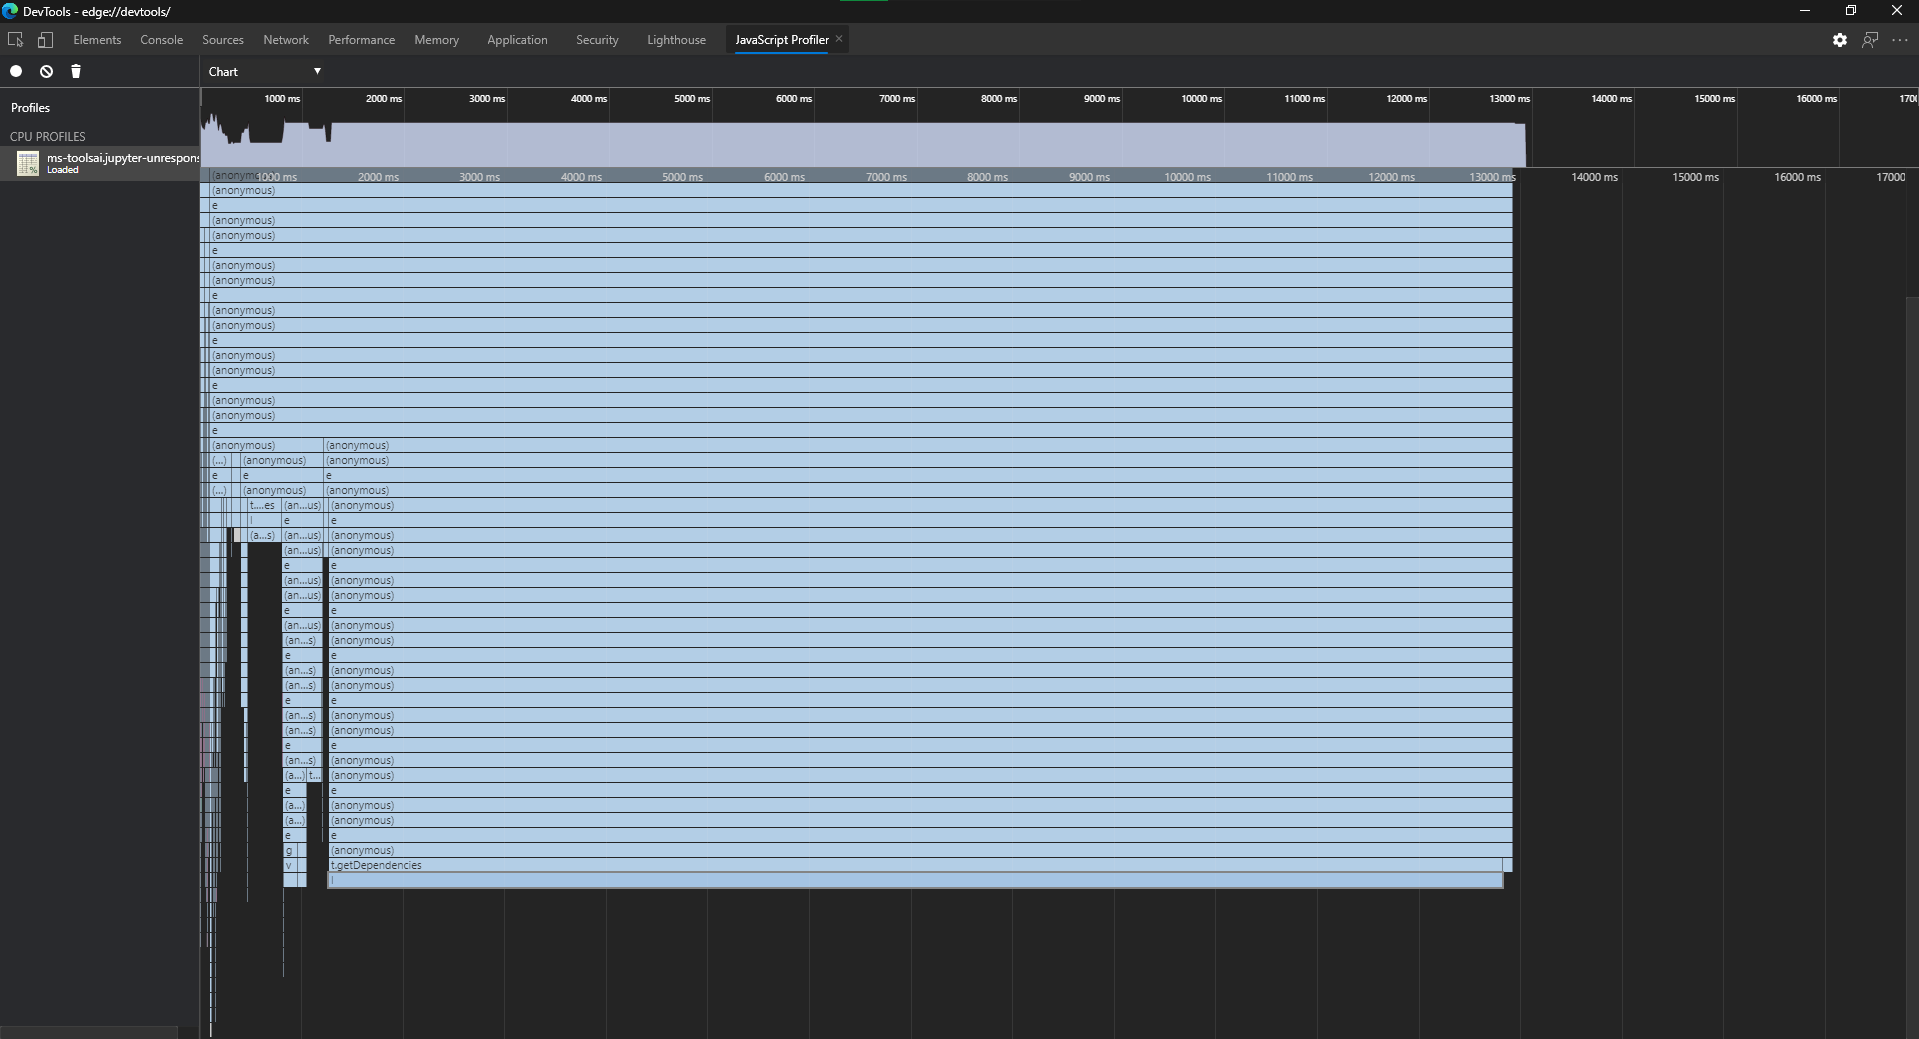 DevTools - edge://devtools/
Elements Console Sources Network Performance Memory Application Security Lighthouse JavaScript Profiler
Chart
Profiles
CPU PROFILES
ms-toolsai.jupyter-unrespons
Loaded
1000 ms 2000 ms 3000 ms 4000 ms 5000 ms 6000 ms 7000 ms 8000 ms 9000 ms 10000 ms 11000 ms 12000 ms 13000 ms 14000 ms 15000 ms 16000 ms 170
(anonymo 1000 ms 2000 ms 3000 ms 4000 ms 5000 ms 6000 ms 7000 ms 8000 ms 9000 ms 10000 ms 11000 ms 12000 ms 13000 ms 14000 ms 15000 ms 16000 ms 17000
(anonymous)
e
(anonymous)
(anonymous)
e
(anonymous)
(anonymous)
e
(anonymous)
(anonymous)
e
(anonymous)
(anonymous)
e
(anonymous)
(anonymous)
e
(anonymous) (anonymous)
(...) (anonymous) (anonymous)
e e e
(...) (anonymous) (anonymous)
t....es (an...us) (anonymous)
l e e
(a...s) (an...us) (anonymous)
(an...us) (anonymous)
e e
(an...us) (anonymous)
(an...us) (anonymous)
e e
(an...us) (anonymous)
(an...s) (anonymous)
e e
(an...s) (anonymous)
(an...s) (anonymous)
e e
(an...s) (anonymous)
(an...s) (anonymous)
e e
(an...s) (anonymous)
(a...) t... (anonymous)
e e
(a...) (anonymous)
(a...) (anonymous)
e e
g (anonymous)
v t.getDependencies
l